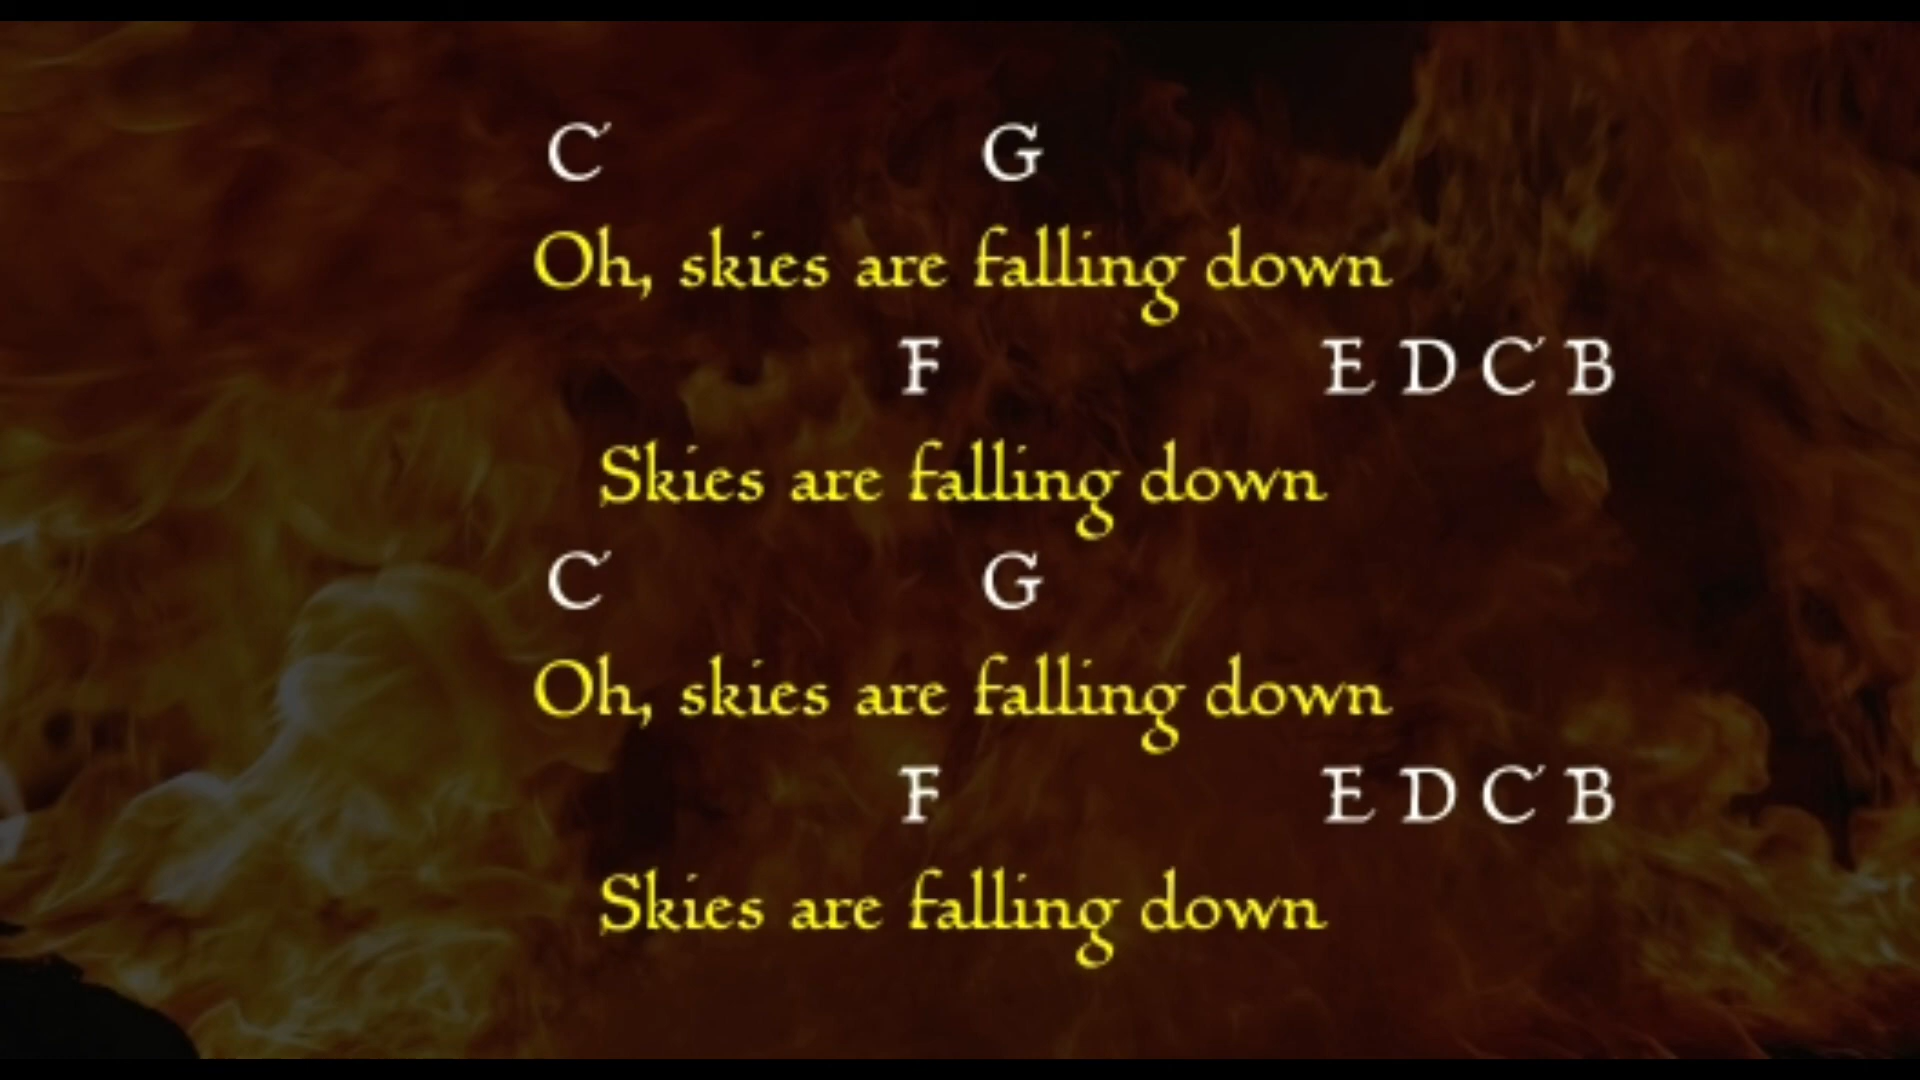 C G
Oh, skies are falling down
F E D C B
Skies are falling down
C G
Oh, skies are falling down
F E D C B
Skies are falling down